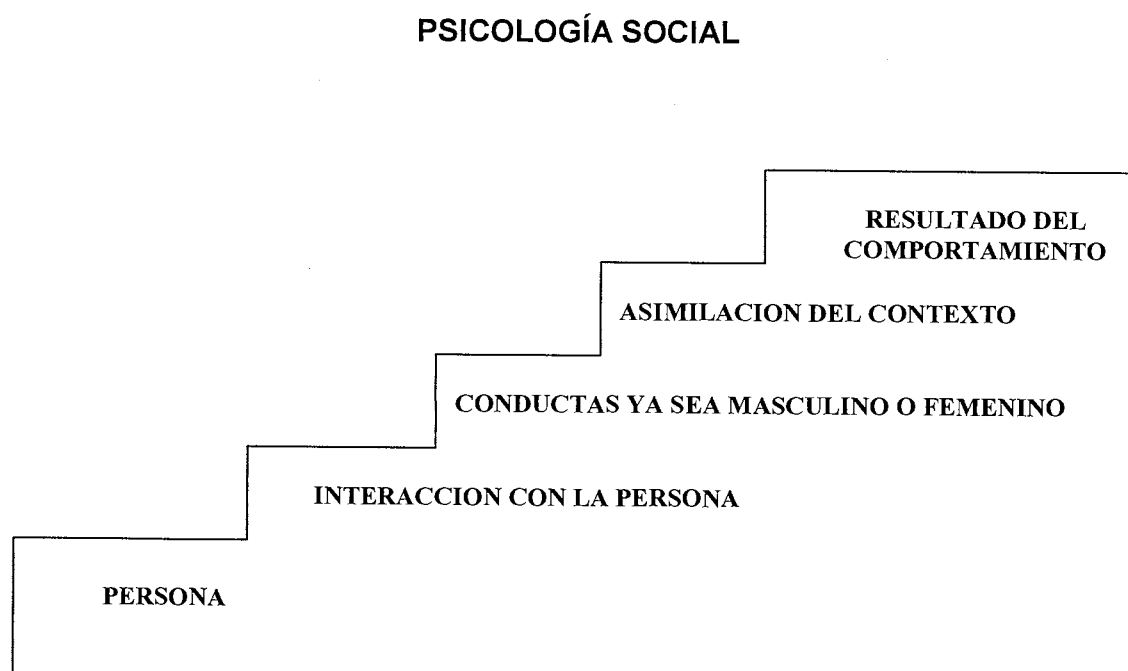 PSICOLOGÍA SOCIAL
RESULTADO DEL
COMPORTAMIENTO
ASIMILACION DEL CONTEXTO
CONDUCTAS YA SEA MASCULINO O FEMENINO
INTERACCION CON LA PERSONA
PERSONA